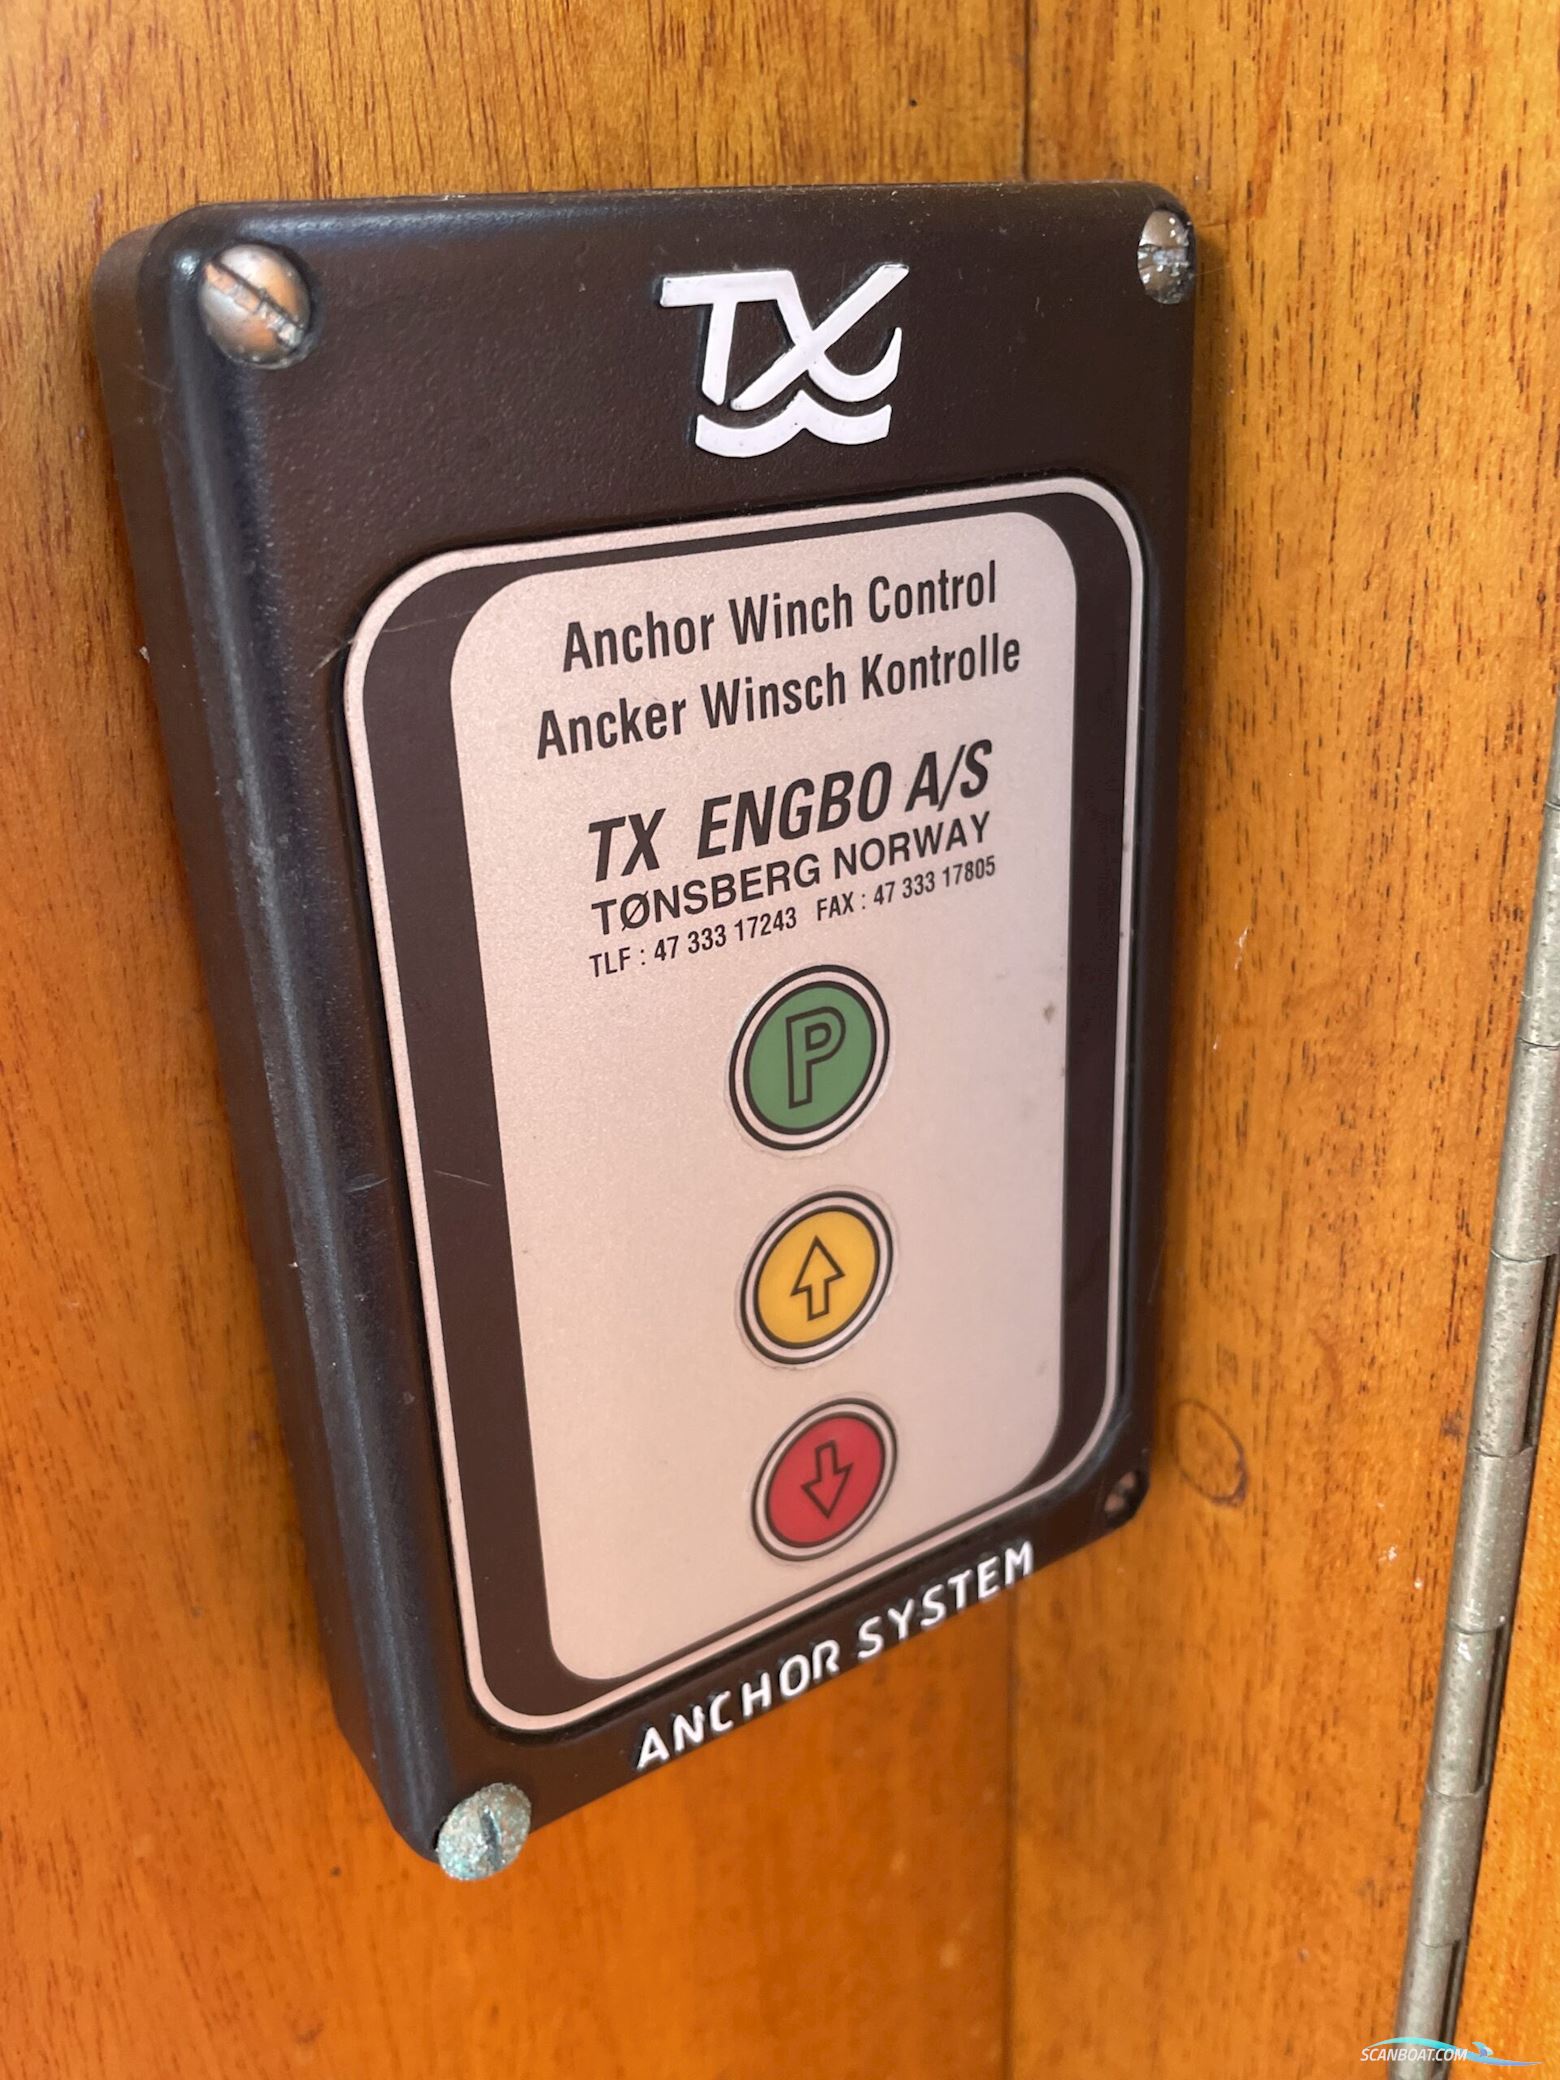 TX
Anchor Winch Control
Ancker Winsch Kontrolle
TX ENGBO A/S
TØNSBERG NORWAY
TLF : 47 333 17243 FAX : 47 333 17805
P
ANCHOR SYSTEM
SCANBOAT.COM